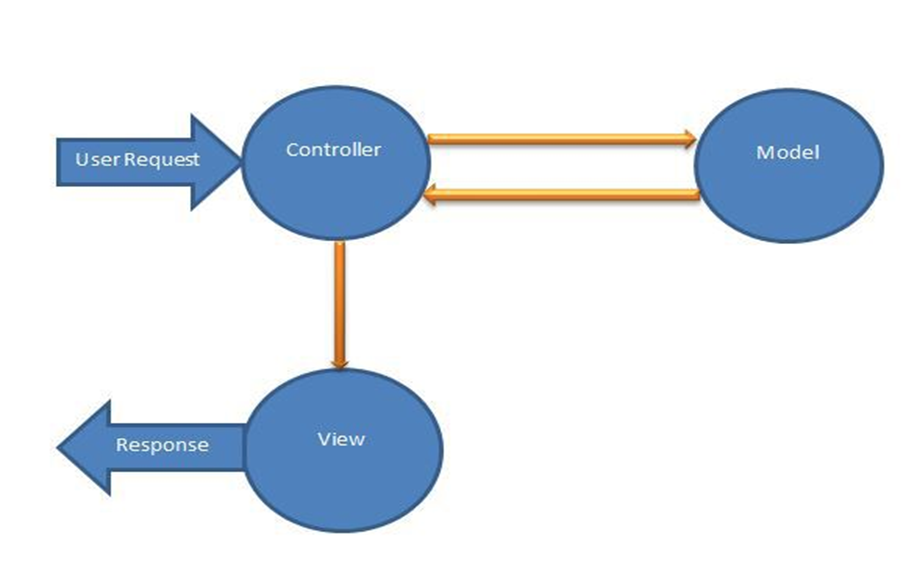 User Request
Controller
Model
Response
View